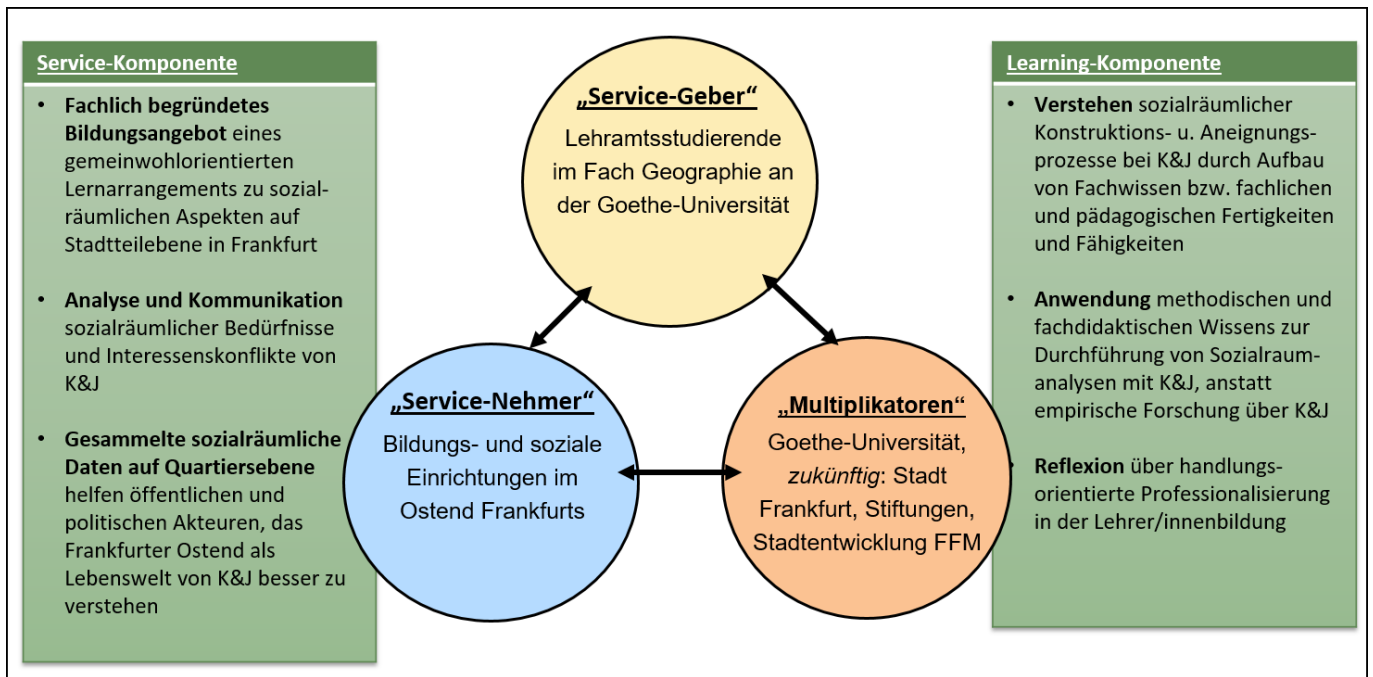 Service-Komponente
• Fachlich begründetes
Bildungsangebot eines
gemeinwohlorientierten
Lernarrangements zu sozial-
räumlichen Aspekten auf
Stadtteilebene in Frankfurt
• Analyse und Kommunikation
sozialräumlicher Bedürfnisse
und Interessenskonflikte von
K&J
• Gesammelte sozialräumliche
Daten auf Quartiersebene
helfen öffentlichen und
politischen Akteuren, das
Frankfurter Ostend als
Lebenswelt von K&J besser zu
verstehen
„Service-Geber“
Lehramtsstudierende
im Fach Geographie an
der Goethe-Universität
„Service-Nehmer“
Bildungs- und soziale
Einrichtungen im
Ostend Frankfurts
„Multiplikatoren“
Goethe-Universität,
zukünftig: Stadt
Frankfurt, Stiftungen,
Stadtentwicklung FFM
Learning-Komponente
• Verstehen sozialräumlicher
Konstruktions- u. Aneignungs-
prozesse bei K&J durch Aufbau
von Fachwissen bzw. fachlichen
und pädagogischen Fertigkeiten
und Fähigkeiten
• Anwendung methodischen und
fachdidaktischen Wissens zur
Durchführung von Sozialraum-
analysen mit K&J, anstatt
empirische Forschung über K&J
• Reflexion über handlungs-
orientierte Professionalisierung
in der Lehrer/innenbildung